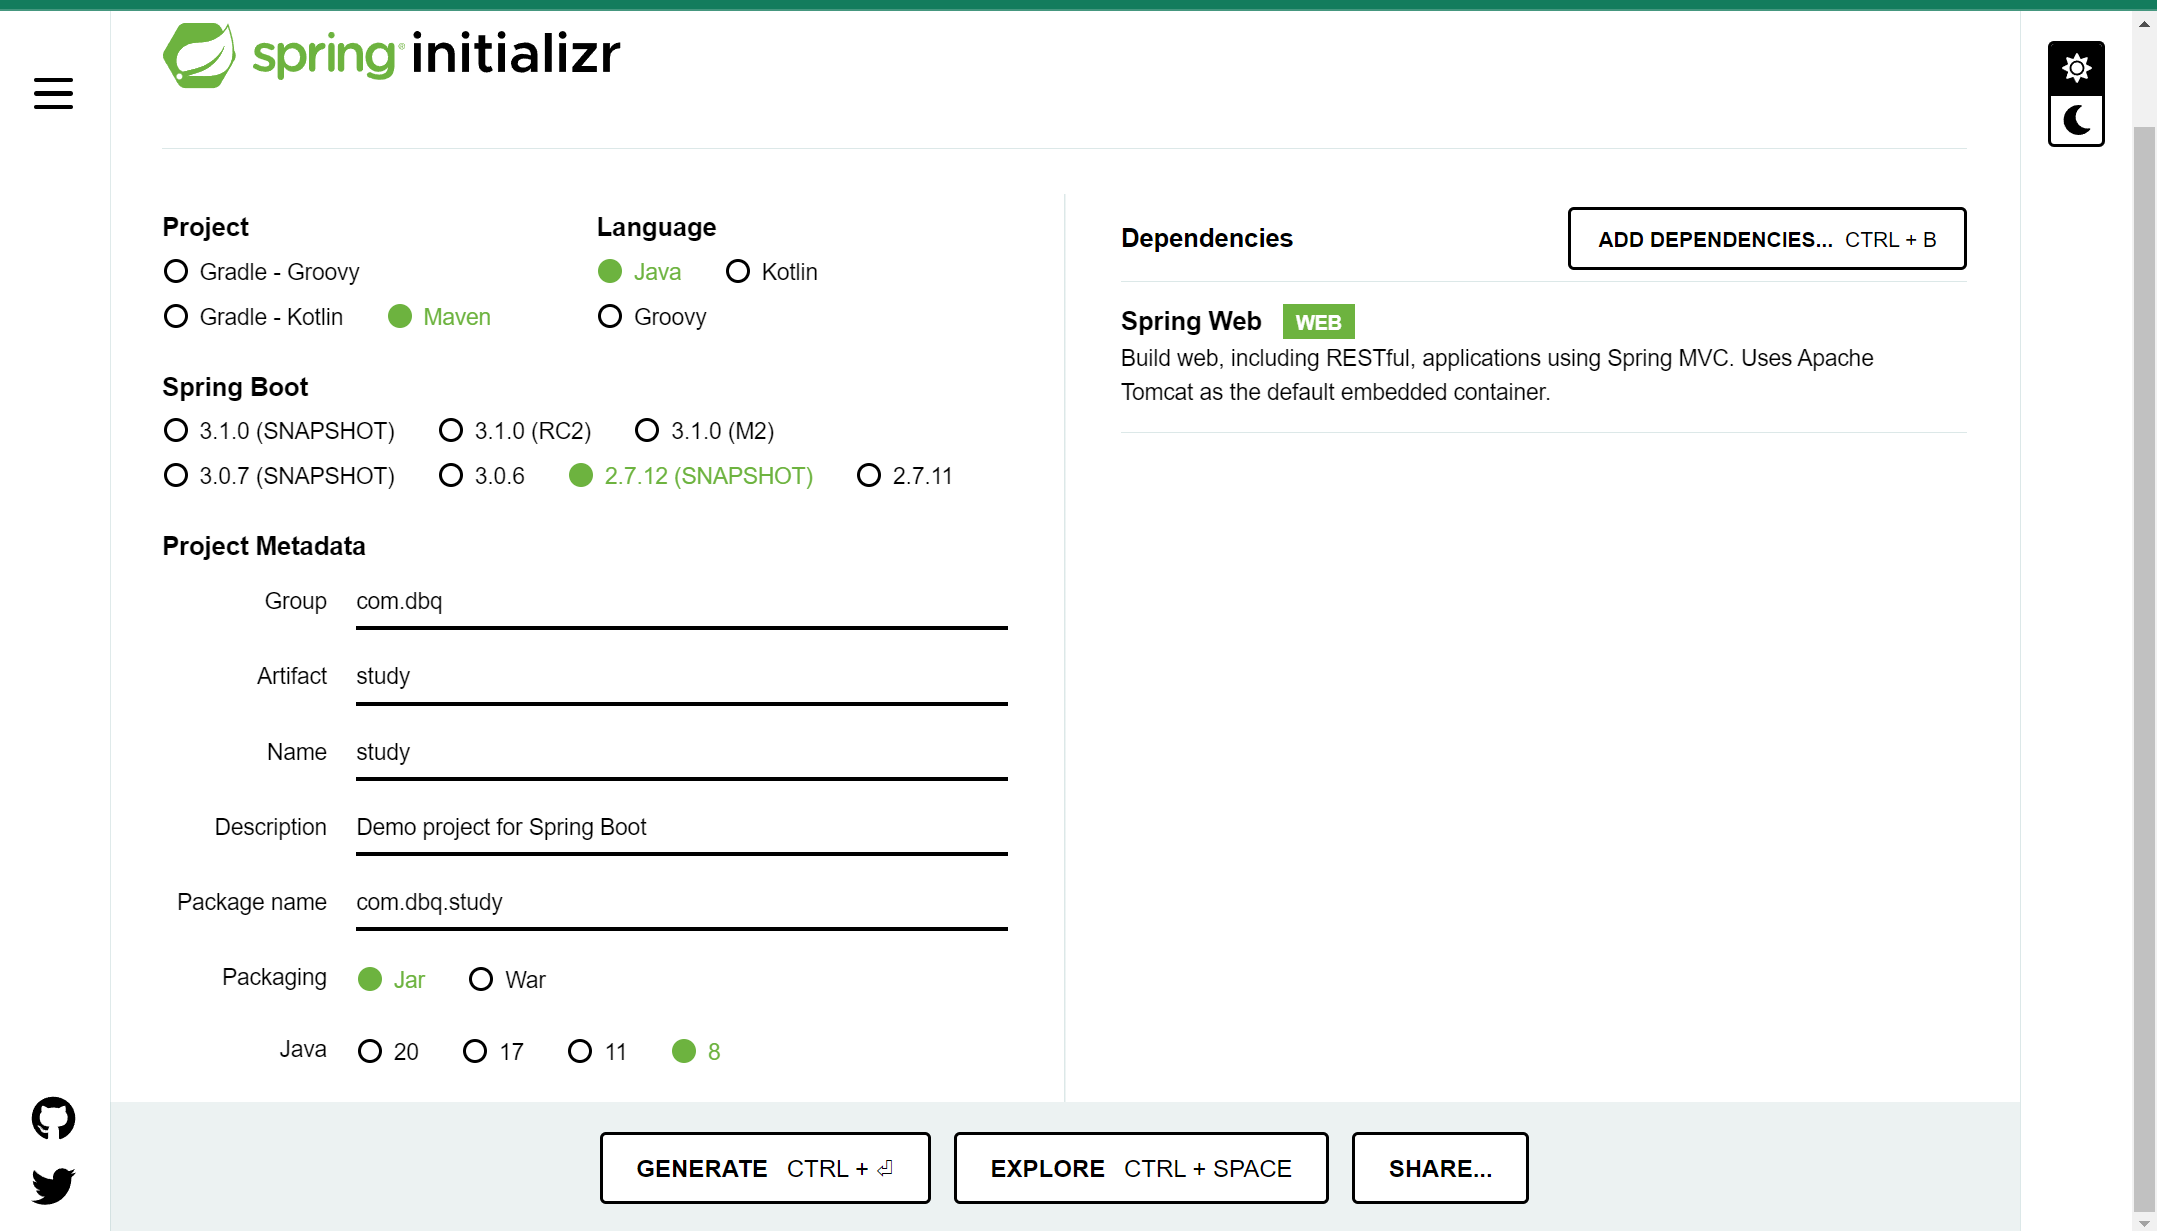 spring initializr
Project
Gradle - Groovy
Gradle - Kotlin Maven
Language
Java Kotlin
Groovy
Spring Boot
3.1.0 (SNAPSHOT) 3.1.0 (RC2) 3.1.0 (M2)
3.0.7 (SNAPSHOT) 3.0.6 2.7.12 (SNAPSHOT) 2.7.11
Project Metadata
Group com.dbq
Artifact study
Name study
Description Demo project for Spring Boot
Package name com.dbq.study
Packaging Jar War
Java 20 17 11 8
Dependencies
ADD DEPENDENCIES... CTRL + B
Spring Web WEB
Build web, including RESTful, applications using Spring MVC. Uses Apache
Tomcat as the default embedded container.
GENERATE CTRL + ⏎
EXPLORE CTRL + SPACE
SHARE...